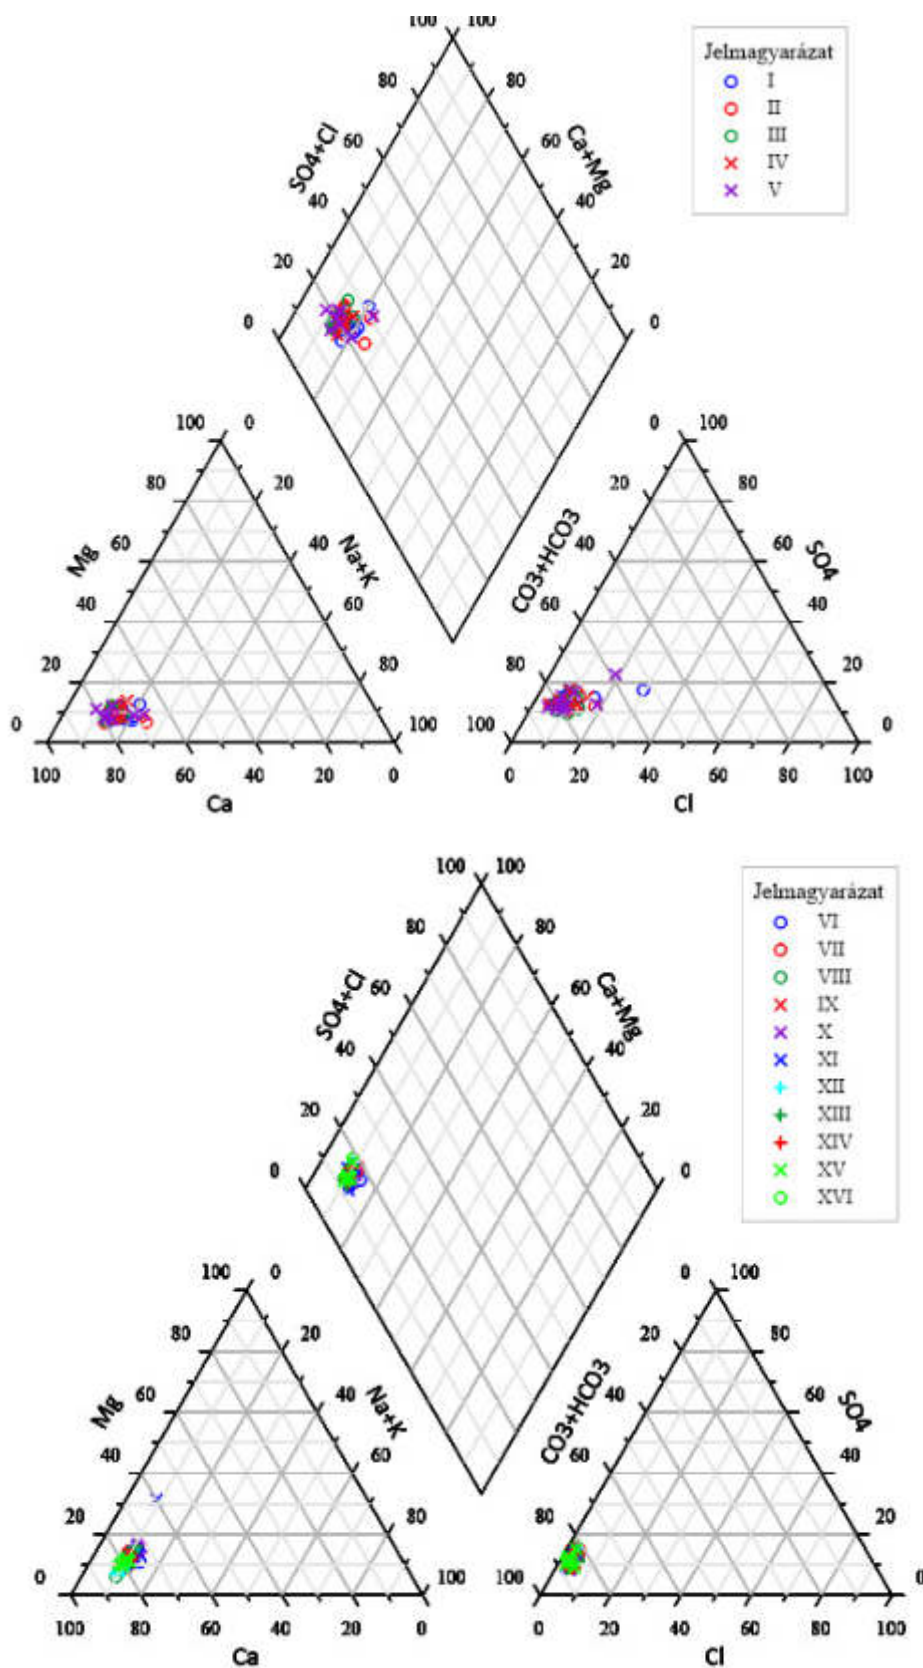 100 100
Jelmagyarázat
I
II
III
IV
V
80 80
SO4+Cl
Ca+Mg
60 60
40 40
20 20
0 0
100 0
0 100
80 20
20 80
Mg
Na+K
CO3+HCO3
SO4
60 40
40 60
40 60
60 40
20 80
80 20
0 100
100 0
100 80 60 40 20 0
0 20 40 60 80 100
Ca
Cl
100 100
Jelmagyarázat
VI
VII
VIII
IX
X
XI
XII
XIII
XIV
XV
XVI
80 80
SO4+Cl
Ca+Mg
60 60
40 40
20 20
0 0
100 0
0 100
80 20
20 80
Mg
Na+K
CO3+HCO3
SO4
60 40
40 60
40 60
60 40
20 80
80 20
0 100
100 0
100 80 60 40 20 0
0 20 40 60 80 100
Ca
Cl